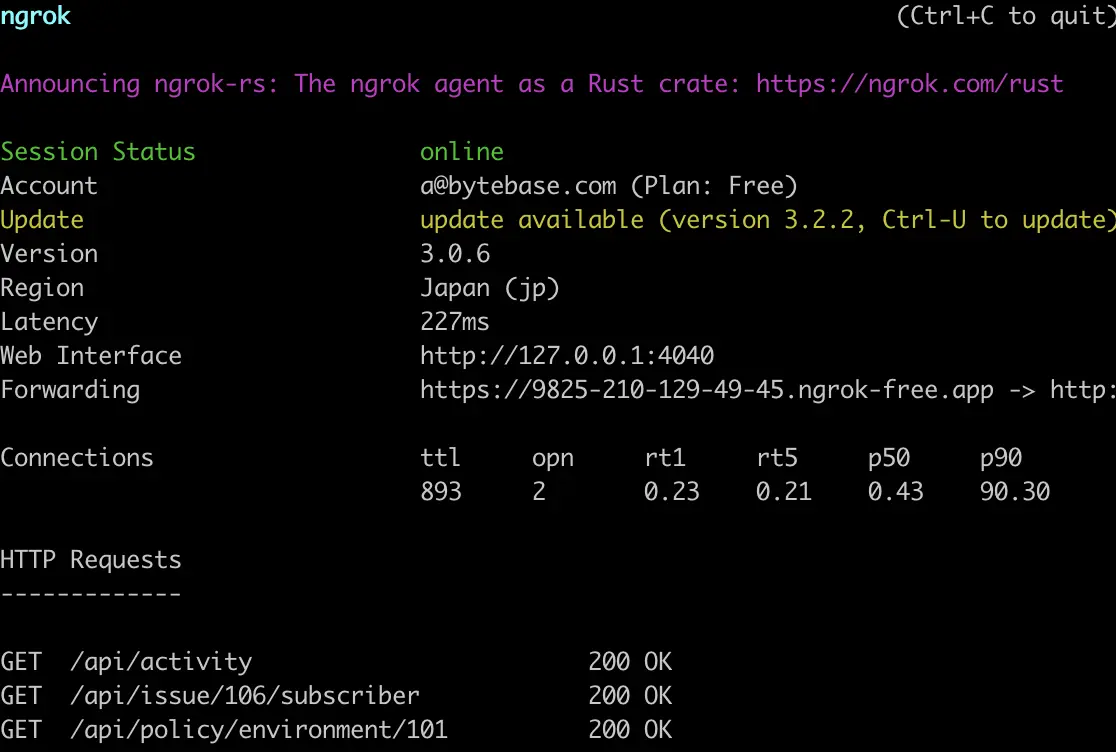 ngrok (Ctrl+C to quit)
Announcing ngrok-rs: The ngrok agent as a Rust crate: https://ngrok.com/rust
Session Status online
Account a@bytebase.com (Plan: Free)
Update update available (version 3.2.2, Ctrl-U to update)
Version 3.0.6
Region Japan (jp)
Latency 227ms
Web Interface http://127.0.0.1:4040
Forwarding https://9825-210-129-49-45.ngrok-free.app -> http:
Connections ttl opn rt1 rt5 p50 p90
893 2 0.23 0.21 0.43 90.30
HTTP Requests
-------------
GET /api/activity 200 OK
GET /api/issue/106/subscriber 200 OK
GET /api/policy/environment/101 200 OK